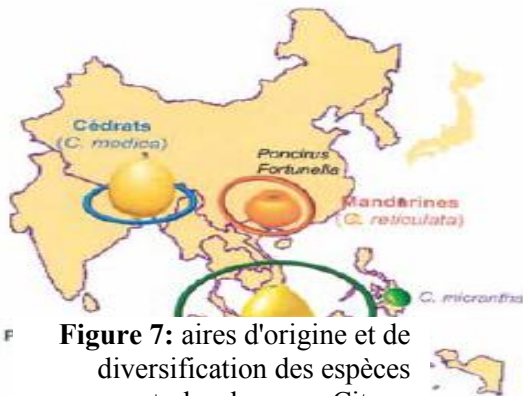 Cédrats
(C. medica)
Poncirus
Fortunella
Mandarines
(C. reticulata)
C. micrantha
Figure 7: aires d'origine et de
diversification des espèces